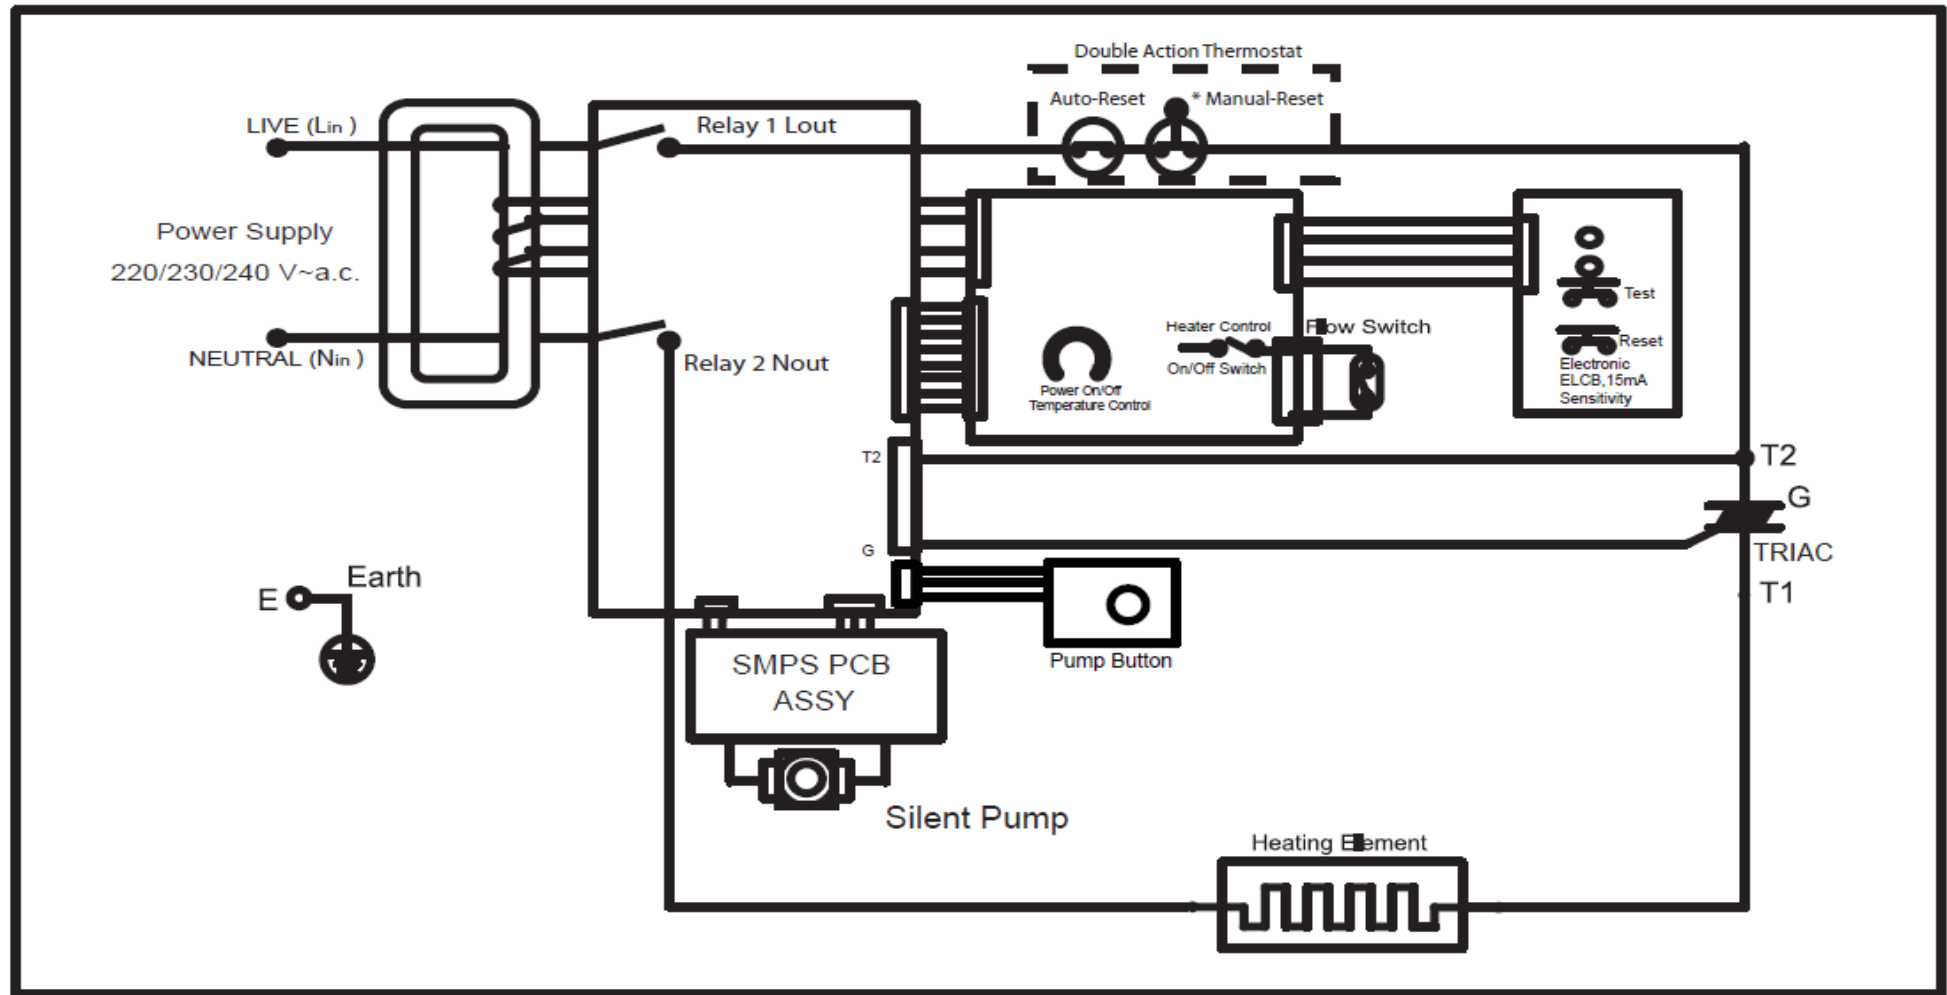 Double Action Thermostat
Auto-Reset
* Manual-Reset
LIVE (Lin )
Relay 1 Lout
Power Supply
220/230/240 V~a.c.
NEUTRAL (Nin )
Relay 2 Nout
Heater Control
On/Off Switch
Flow Switch
Power On/Off
Temperature Control
Test
Reset
Electronic
ELCB,15mA
Sensitivity
T2
T2
G
G
TRIAC
T1
Earth
E
Pump Button
SMPS PCB
ASSY
Silent Pump
Heating Element